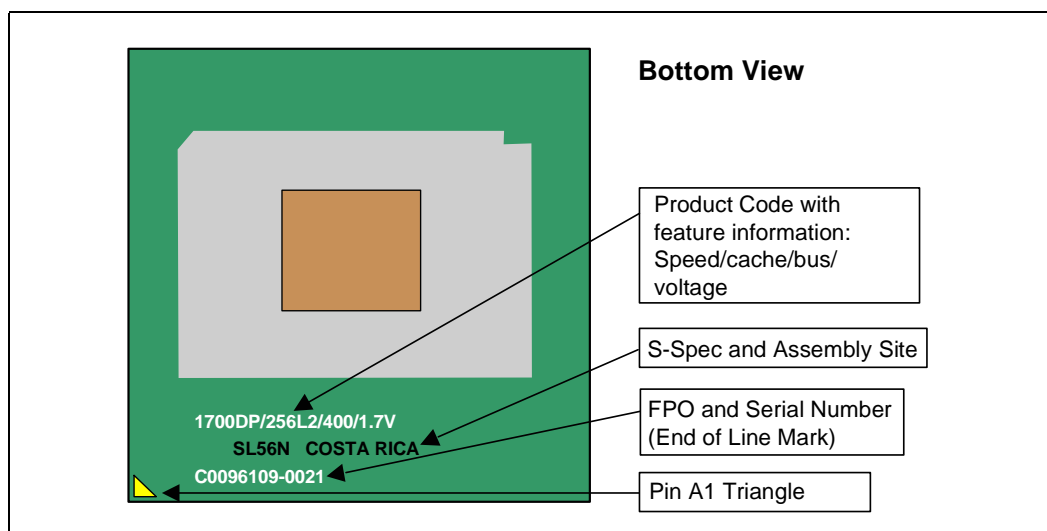 Bottom View
Product Code with
feature information:
Speed/cache/bus/
voltage
S-Spec and Assembly Site
1700DP/256L2/400/1.7V
SL56N COSTA RICA
FPO and Serial Number
(End of Line Mark)
C0096109-0021
Pin A1 Triangle